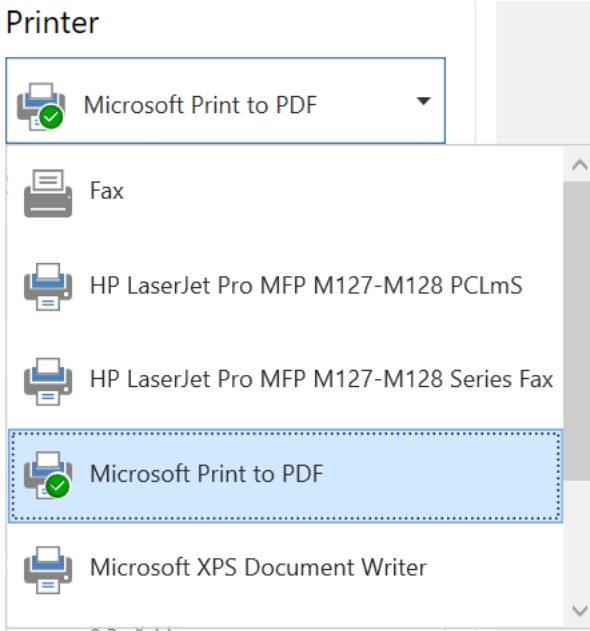 Printer
Microsoft Print to PDF
Fax
HP LaserJet Pro MFP M127-M128 PCLmS
HP LaserJet Pro MFP M127-M128 Series Fax
Microsoft Print to PDF
Microsoft XPS Document Writer